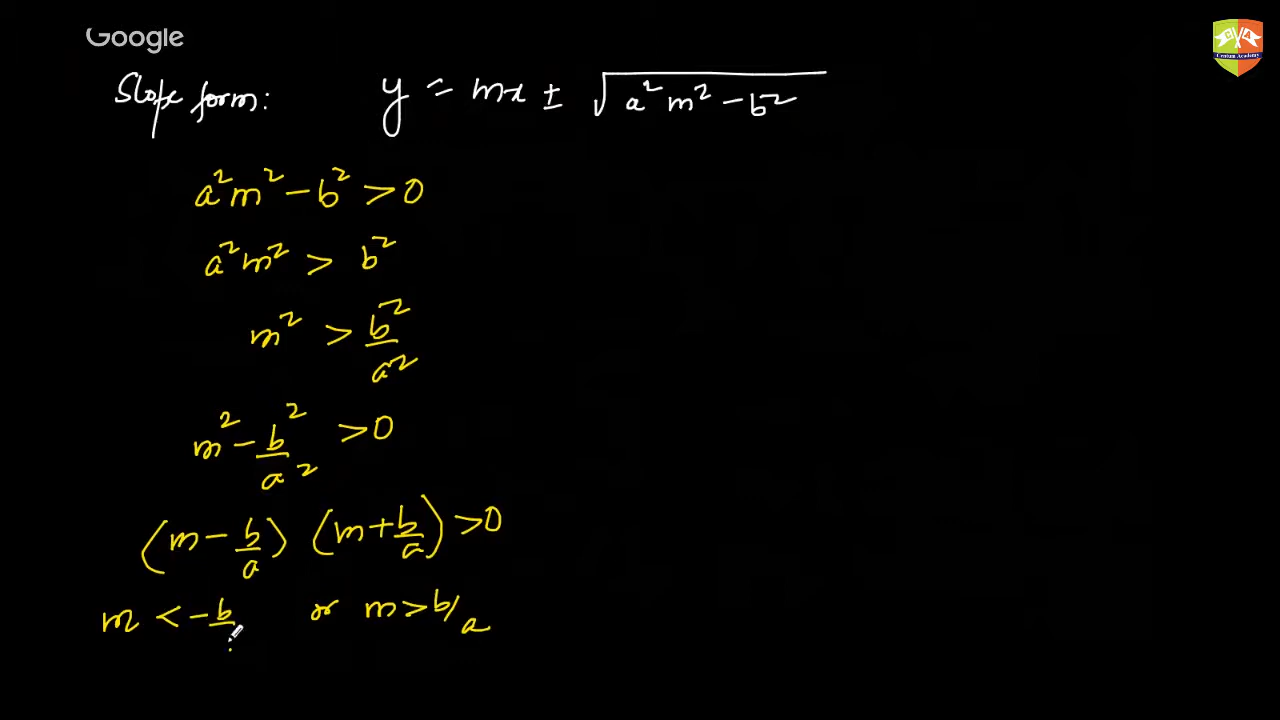 Google
Slope form: y = mx ± √(a²m² - b²)
a²m² - b² > 0
a²m² > b²
m² > b²/a²
m² - b²/a² > 0
(m - b/a) (m + b/a) > 0
m < -b/ or m > b/a